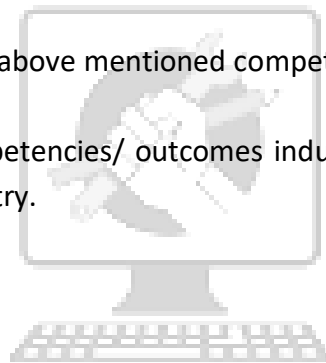 above mentioned compet
petencies/ outcomes indu
try.